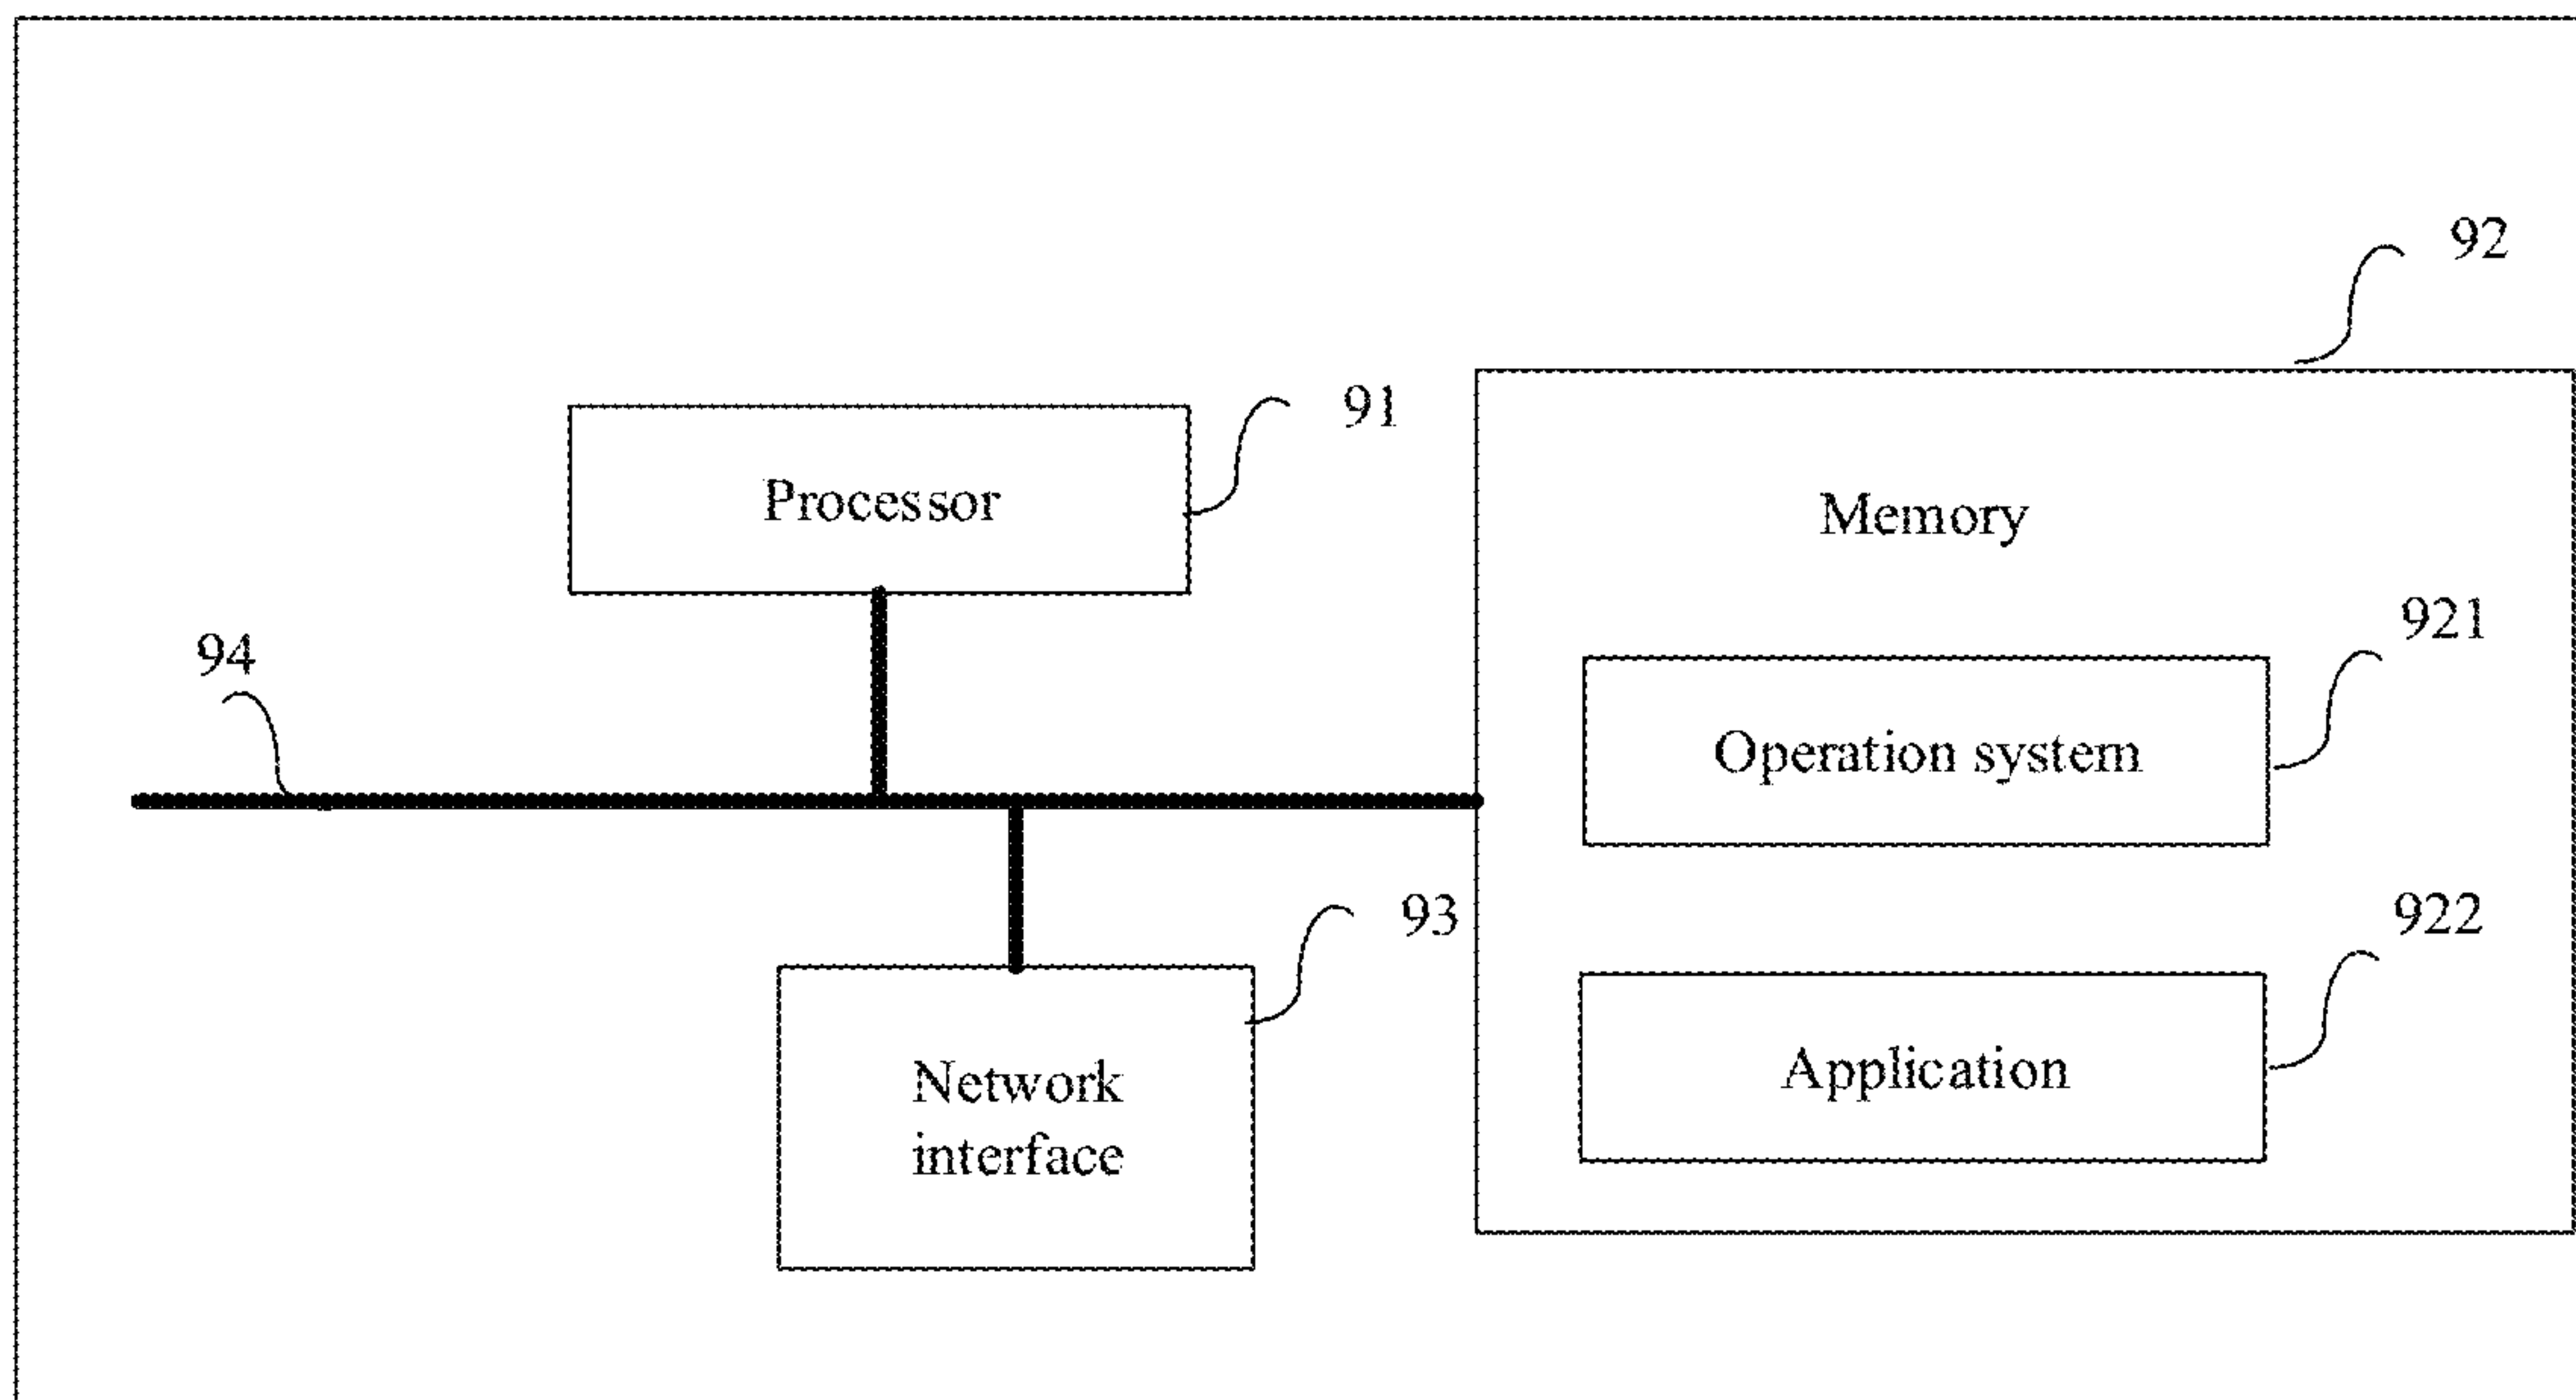 92
91
Processor
Memory
921
94
Operation system
922
93
Application
Network
interface